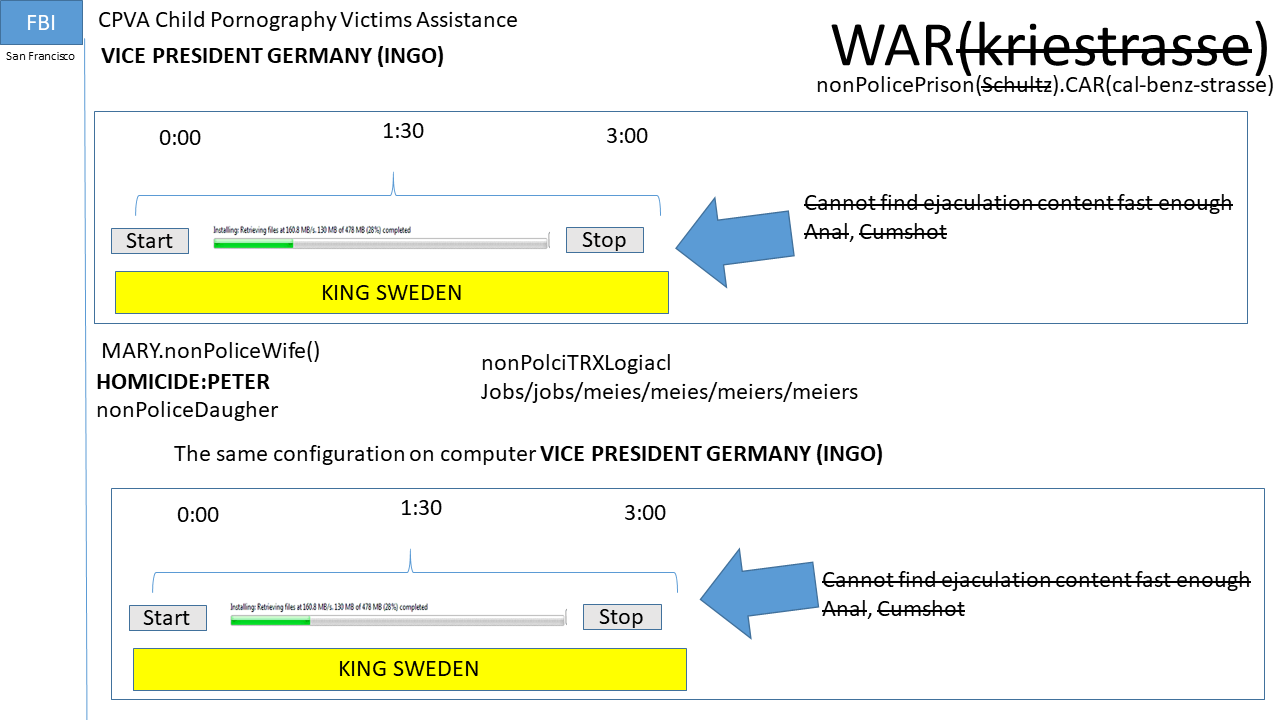 FBI
San Francisco
CPVA Child Pornography Victims Assistance
VICE PRESIDENT GERMANY (INGO)
WAR(kriestrasse)
nonPolicePrison(Schultz).CAR(cal-benz-strasse)
0:00
1:30
3:00
Cannot find ejaculation content fast enough
Anal, Cumshot
Installing: Retrieving files at 160.8 MB/s. 130 MB of 478 MB (28%) completed
Start
Stop
KING SWEDEN
MARY.nonPoliceWife()
HOMICIDE:PETER
nonPoliceDaugher
nonPolciTRXLogiacl
Jobs/jobs/meies/meies/meiers/meiers
The same configuration on computer VICE PRESIDENT GERMANY (INGO)
0:00
1:30
3:00
Cannot find ejaculation content fast enough
Anal, Cumshot
Installing: Retrieving files at 160.8 MB/s. 130 MB of 478 MB (28%) completed
Start
Stop
KING SWEDEN